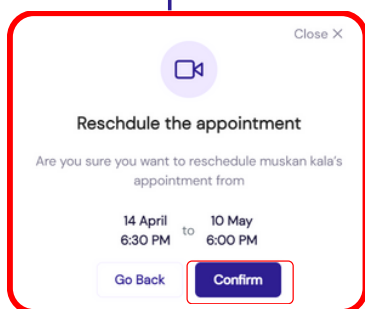 Close X
Reschdule the appointment
Are you sure you want to reschedule muskan kala's
appointment from
14 April to 10 May
6:30 PM 6:00 PM
Go Back Confirm